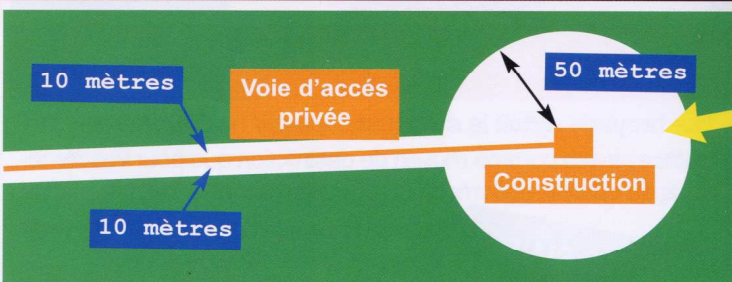 10 mètres
Voie d'accés
privée
50 mètres
Construction
10 mètres